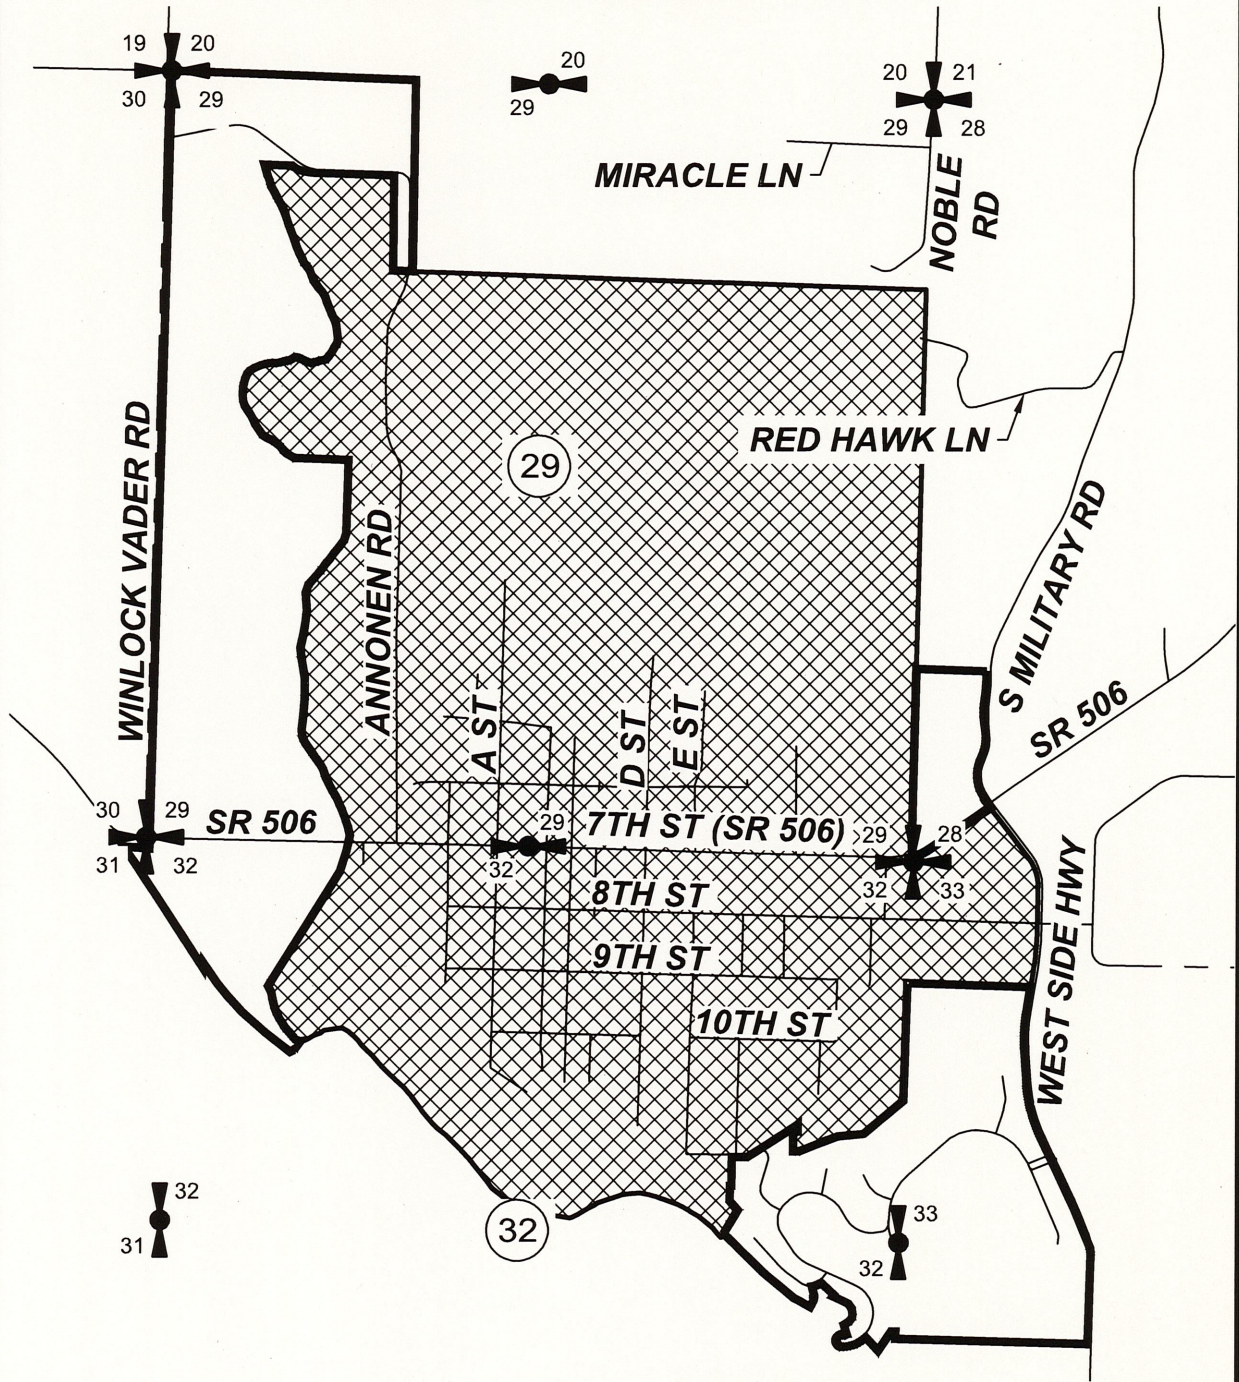 19 20
20
20 21
30 29
29
29 28
MIRACLE LN
NOBLE
RD
RED HAWK LN
29
WINLOCK VADER RD
ANNONEN RD
S MILITARY RD
A ST
D ST
E ST
SR 506
30 29
SR 506
29
7TH ST (SR 506)
29 28
31 32
32
8TH ST
32 33
WEST SIDE HWY
9TH ST
10TH ST
32
31
32
33
32